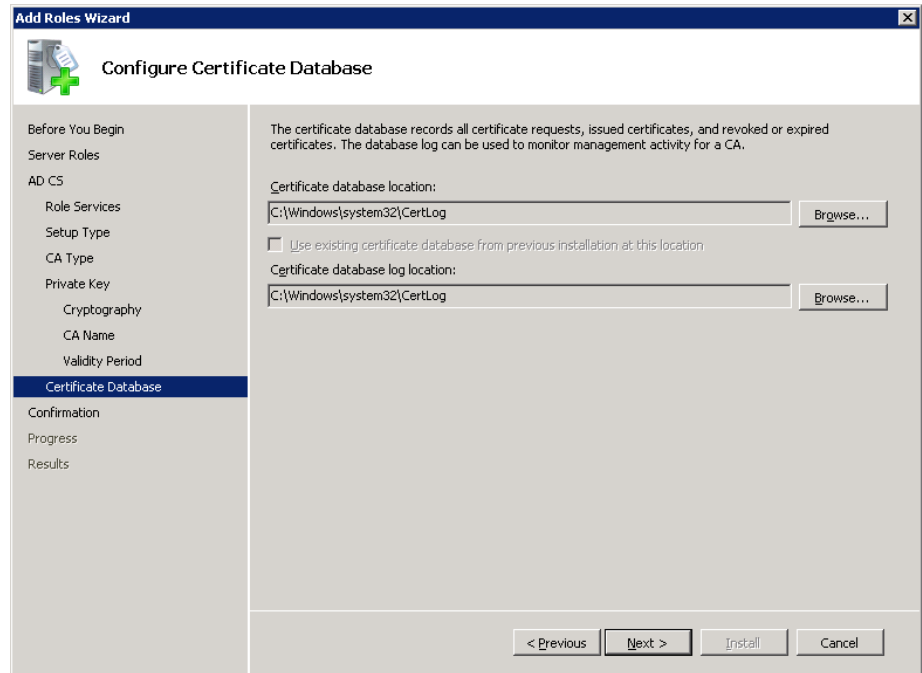 Add Roles Wizard
Configure Certificate Database
Before You Begin
Server Roles
AD CS
Role Services
Setup Type
CA Type
Private Key
Cryptography
CA Name
Validity Period
Certificate Database
Confirmation
Progress
Results
The certificate database records all certificate requests, issued certificates, and revoked or expired
certificates. The database log can be used to monitor management activity for a CA.
Certificate database location:
C:\Windows\system32\CertLog
Browse...
Use existing certificate database from previous installation at this location
Certificate database log location:
C:\Windows\system32\CertLog
Browse...
< Previous
Next >
Install
Cancel